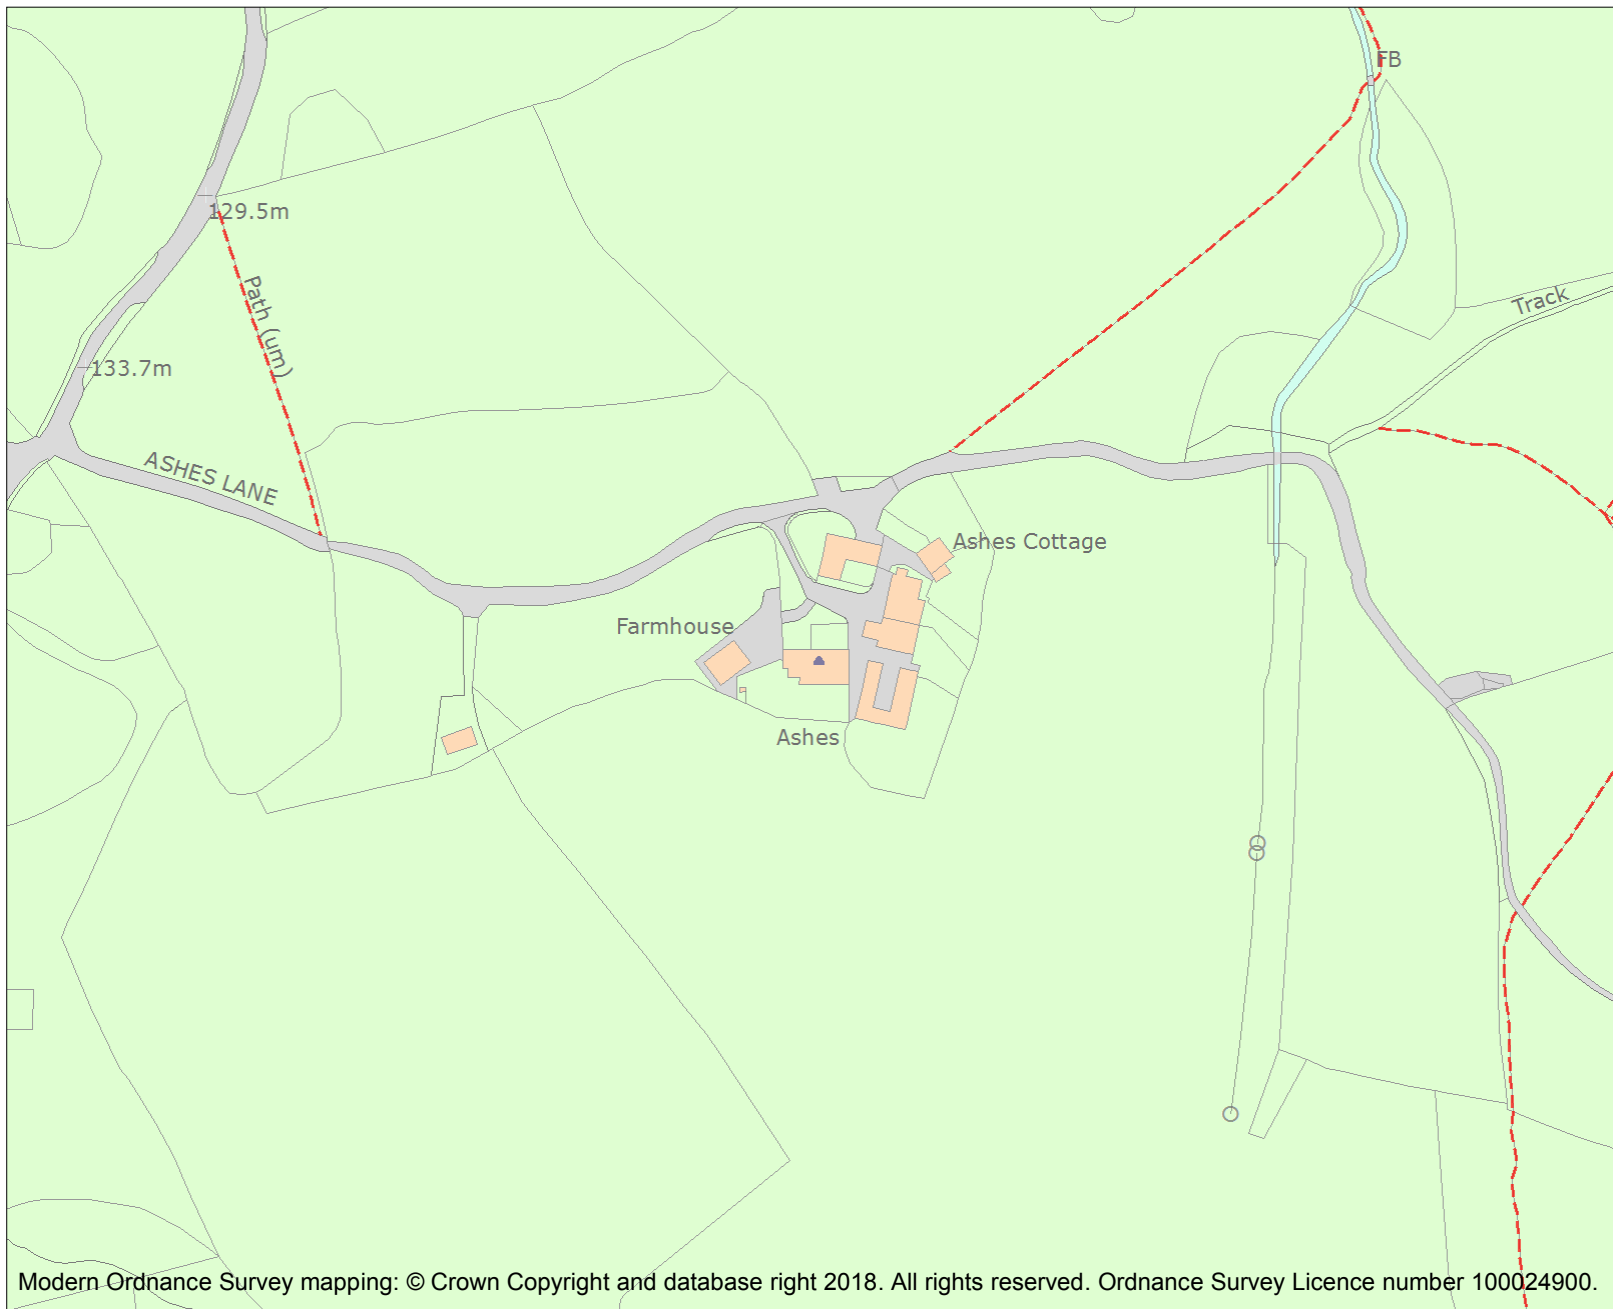 FB
129.5m
Path (um)
Track
133.7m
ASHES LANE
Ashes Cottage
Farmhouse
Ashes
Modern Ordnance Survey mapping: © Crown Copyright and database right 2018. All rights reserved. Ordnance Survey Licence number 100024900.